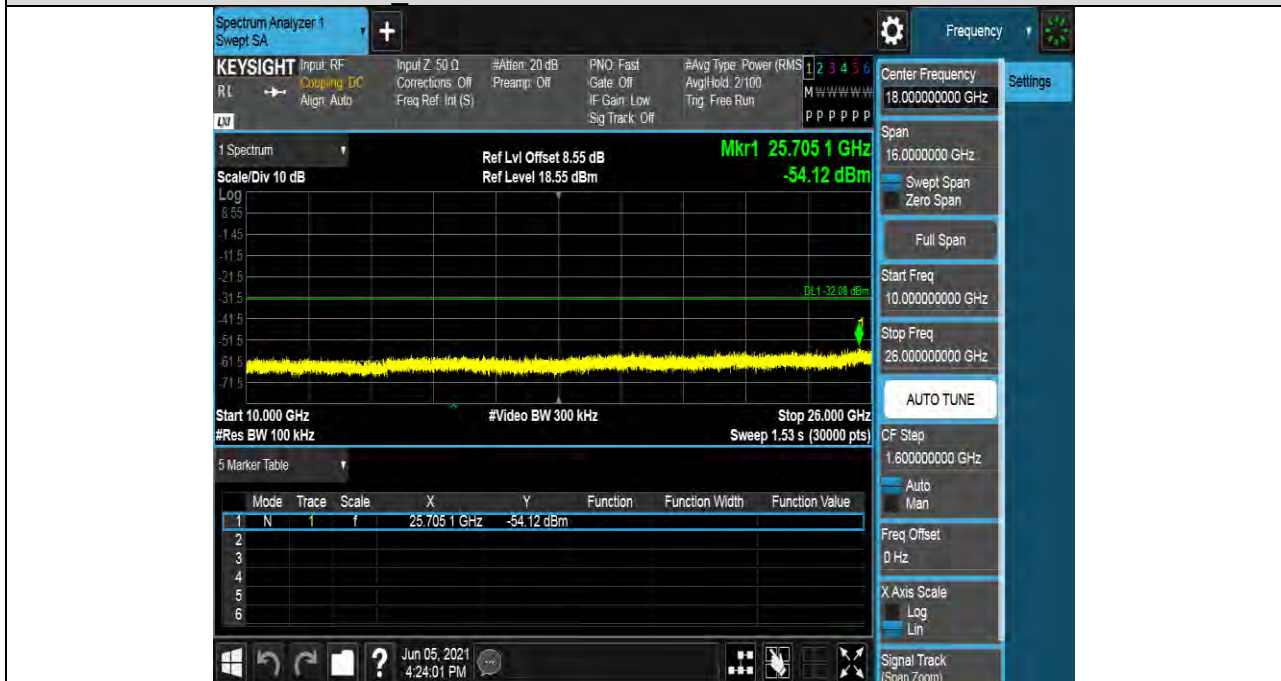 Spectrum Analyzer 1
Swept SA
+
Frequency
KEYSIGHT
RL
LXI
Input: RF
Coupling: DC
Align: Auto
Input Z: 50 Ω
Corrections: Off
Freq Ref: Int (S)
#Atten: 20 dB
Preamp: Off
PNO: Fast
Gate: Off
IF Gain: Low
Sig Track: Off
#Avg Type: Power (RMS
Avg|Hold: 2/100
Trig: Free Run
1 2 3 4 5 6
M W W W W W
P P P P P P
1 Spectrum
Scale/Div 10 dB
Ref Lvl Offset 8.55 dB
Ref Level 18.55 dBm
Mkr1 25.705 1 GHz
-54.12 dBm
Log
8.55
-1.45
-11.5
-21.5
DL1 -32.08 dBm
-31.5
-41.5
1
-51.5
-61.5
-71.5
Start 10.000 GHz
#Video BW 300 kHz
Stop 26.000 GHz
#Res BW 100 kHz
Sweep 1.53 s (30000 pts)
5 Marker Table
Mode Trace Scale X Y Function Function Width Function Value
1 N 1 f 25.705 1 GHz -54.12 dBm
2
3
4
5
6
?
Jun 05, 2021
4:24:01 PM
Center Frequency
18.000000000 GHz
Settings
Span
16.0000000 GHz
Swept Span
Zero Span
Full Span
Start Freq
10.000000000 GHz
Stop Freq
26.000000000 GHz
AUTO TUNE
CF Step
1.600000000 GHz
Auto
Man
Freq Offset
0 Hz
X Axis Scale
Log
Lin
Signal Track
(Span Zoom)